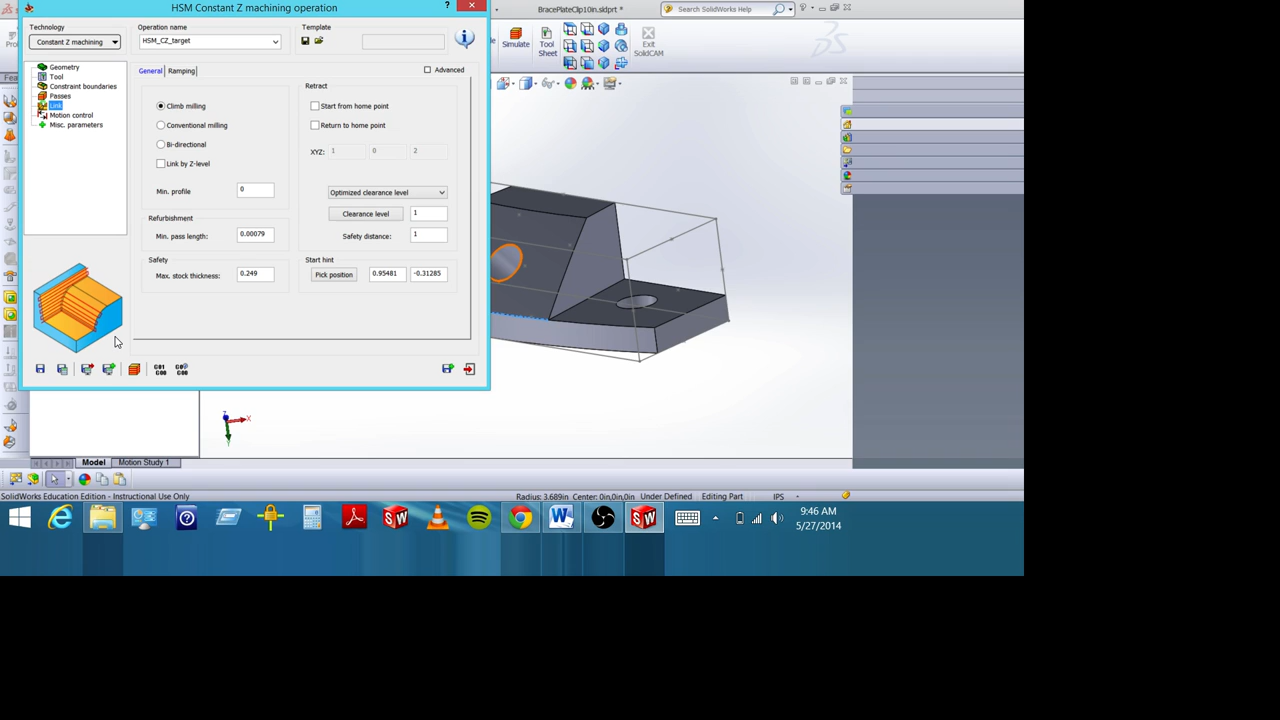 HSM Constant Z machining operation
?
BracePlateClip10in.sldprt *
Search SolidWorks
Technology
Operation name
Template
Constant Z machining
HSM_CZ_target
Simulate
Tool Sheet
Exit SolidCAM
Geometry
Tool
Constraint boundaries
Passes
Link
Motion control
Misc. parameters
General
Ramping
Advanced
Climb milling
Conventional milling
Bi-directional
Link by Z-level
Min. profile
0
Refurbishment
Min. pass length:
0.00079
Safety
Max. stock thickness:
0.249
Retract
Start from home point
Return to home point
XYZ:
1
0
2
Optimized clearance level
Clearance level
1
Safety distance:
1
Start hint
Pick position
0.95481
-0.31285
G01
G00
Z
X
Model
Motion Study 1
SolidWorks Education Edition - Instructional Use Only
Radius: 3.689in Center: 0in,0in,0in
Under Defined
Editing Part
IPS
9:46 AM
5/27/2014